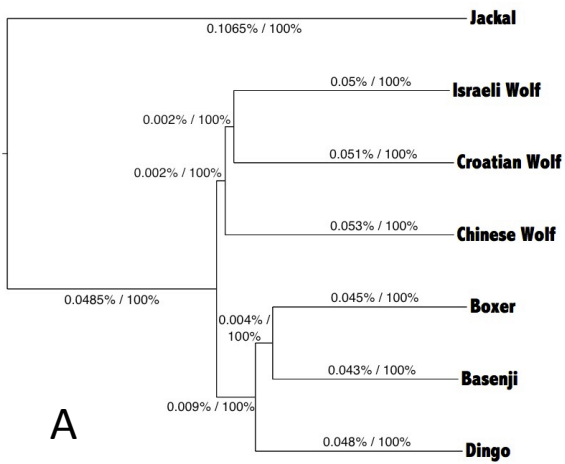 Jackal
0.1065% / 100%
0.05% / 100%
Israeli Wolf
0.002% / 100%
0.051% / 100%
Croatian Wolf
0.002% / 100%
0.053% / 100%
Chinese Wolf
0.0485% / 100%
0.045% / 100%
Boxer
0.004% /
100%
0.043% / 100%
Basenji
0.009% / 100%
A
0.048% / 100%
Dingo